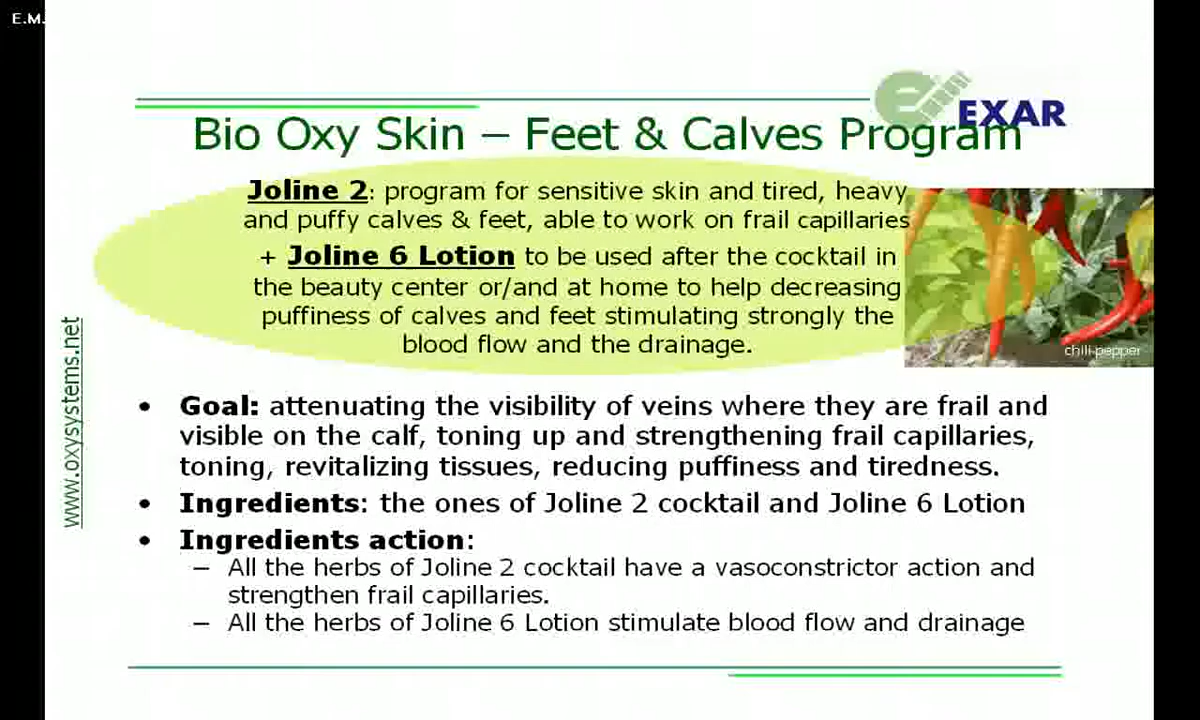 E.M.
EXAR
Bio Oxy Skin – Feet & Calves Program
Joline 2: program for sensitive skin and tired, heavy
and puffy calves & feet, able to work on frail capillaries
+ Joline 6 Lotion to be used after the cocktail in
the beauty center or/and at home to help decreasing
puffiness of calves and feet stimulating strongly the
blood flow and the drainage.
chili pepper
www.oxysystems.net
• Goal: attenuating the visibility of veins where they are frail and
visible on the calf, toning up and strengthening frail capillaries,
toning, revitalizing tissues, reducing puffiness and tiredness.
• Ingredients: the ones of Joline 2 cocktail and Joline 6 Lotion
• Ingredients action:
– All the herbs of Joline 2 cocktail have a vasoconstrictor action and
strengthen frail capillaries.
– All the herbs of Joline 6 Lotion stimulate blood flow and drainage